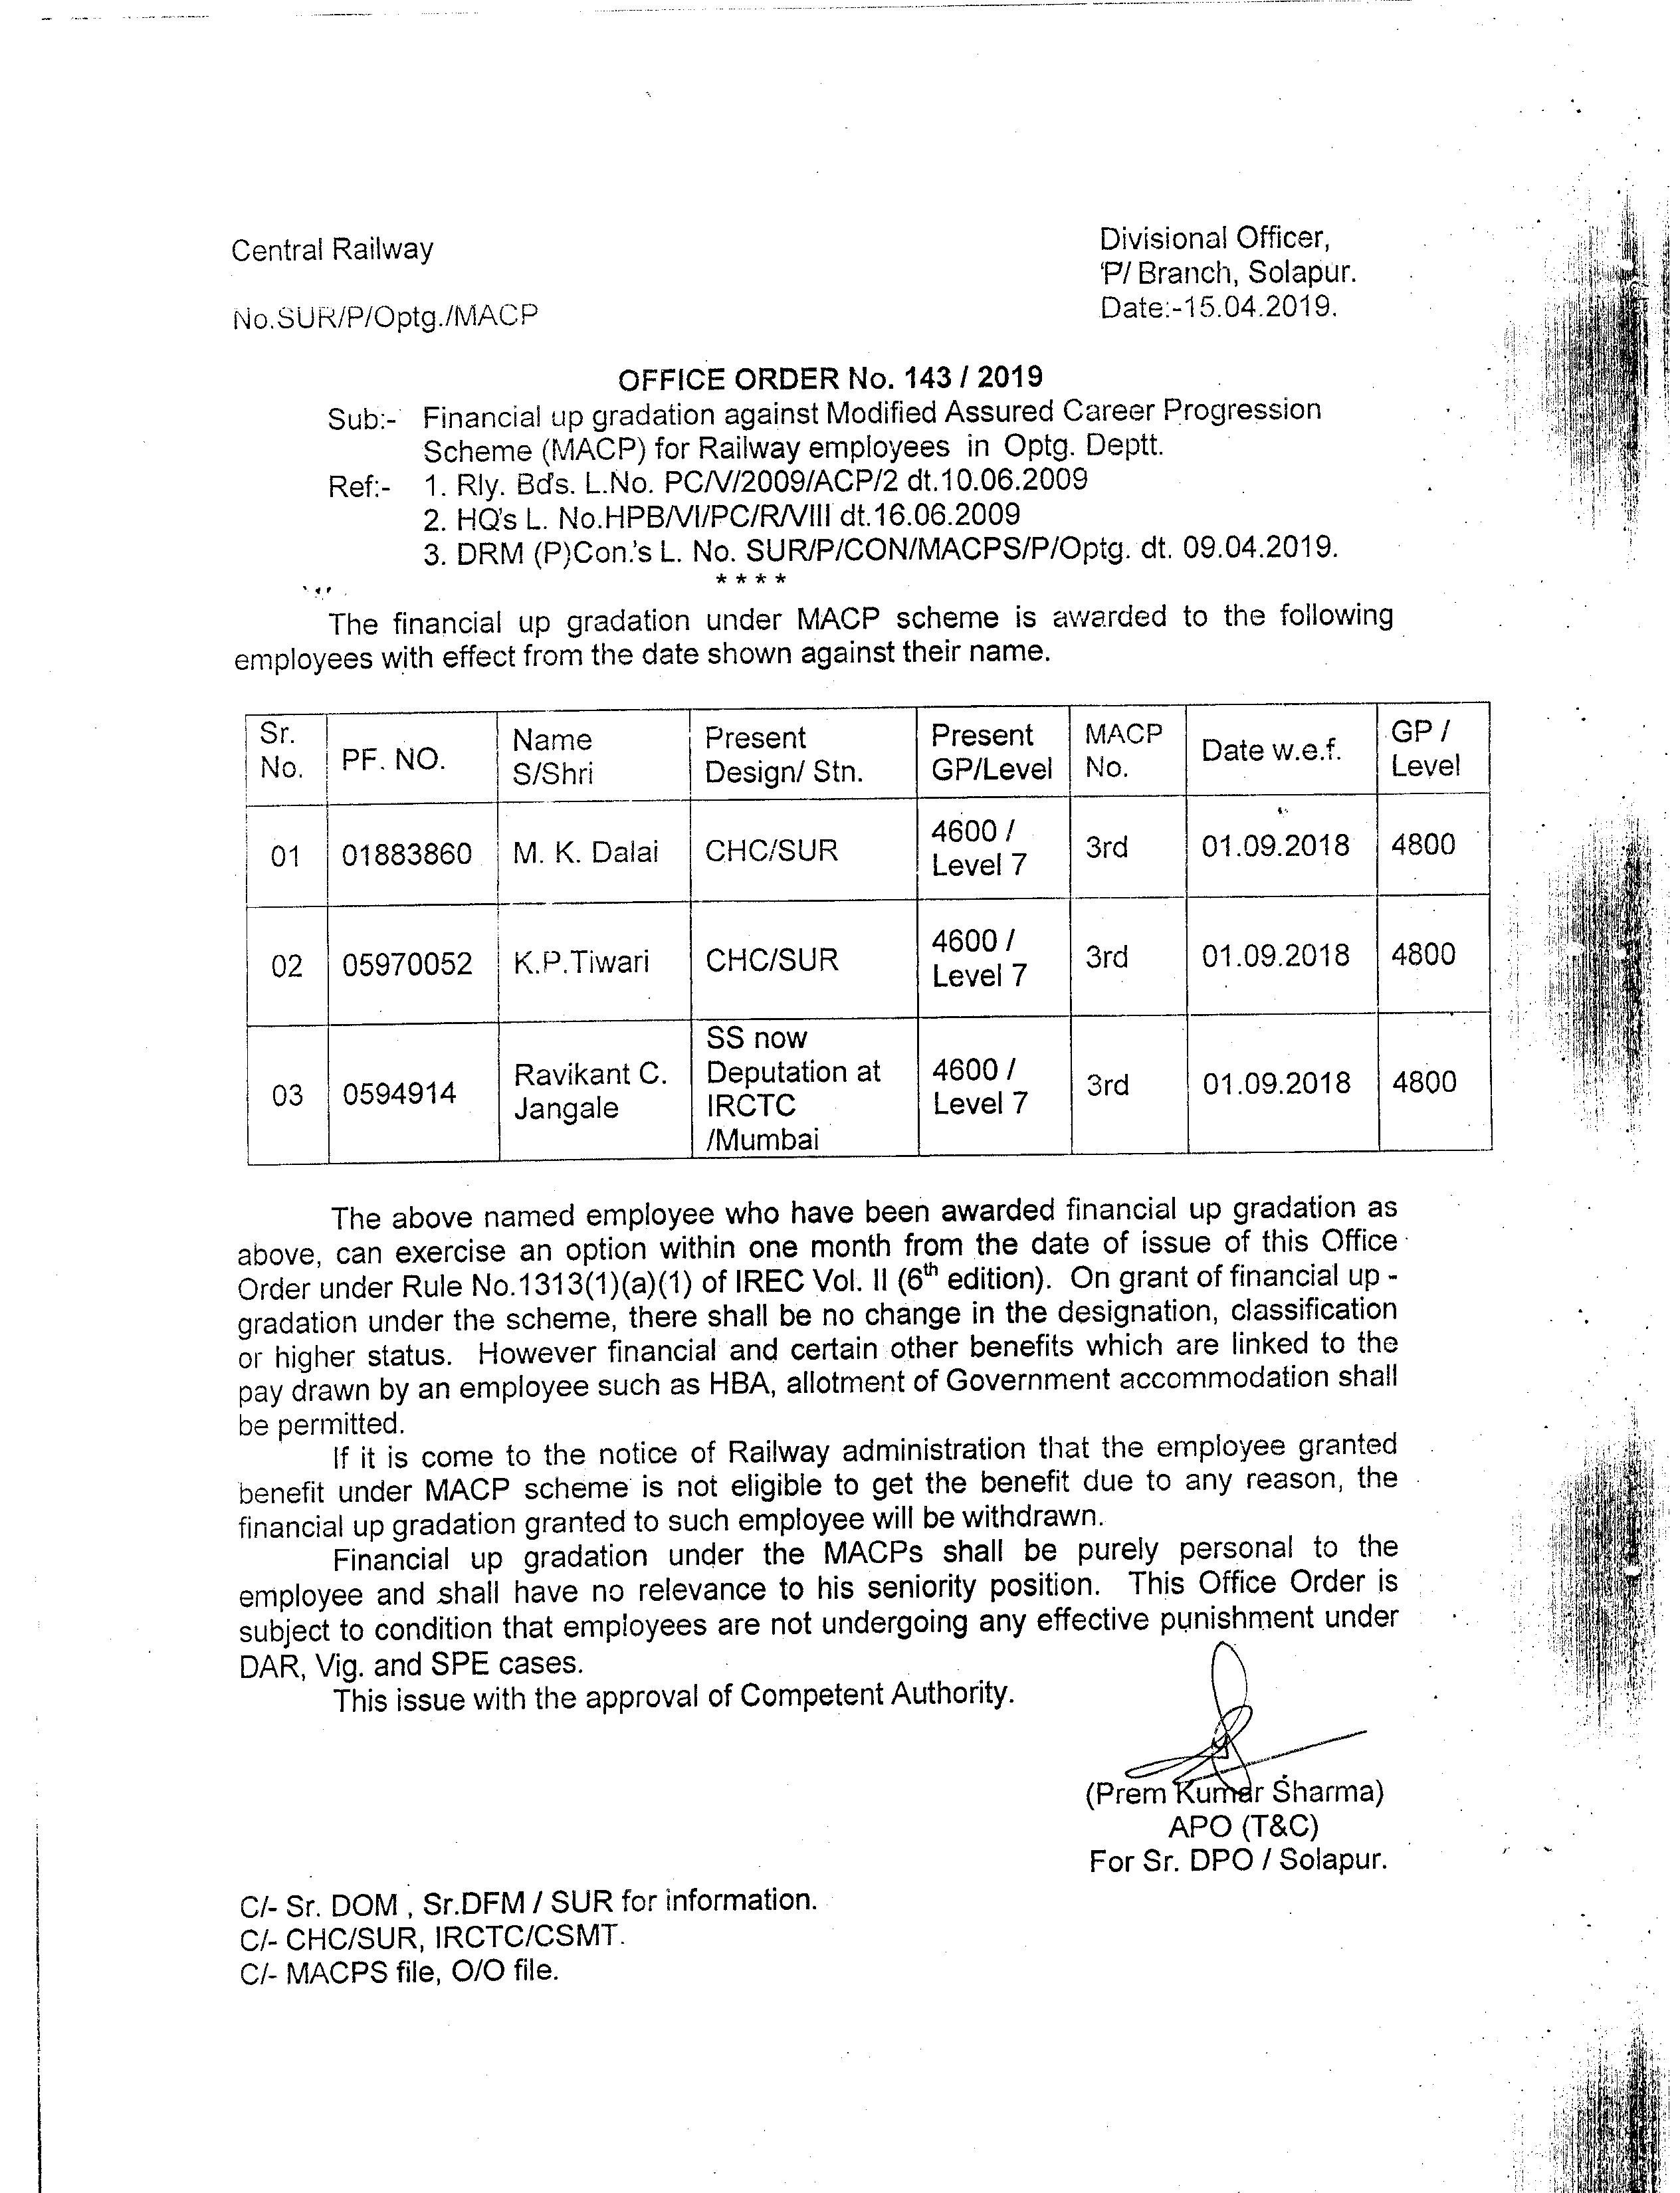 Central Railway
Divisional Officer,
'P/ Branch, Solapur.
No.SUR/P/Optg./MACP
Date:-15.04.2019.
OFFICE ORDER No. 143 / 2019
Sub:- Financial up gradation against Modified Assured Career Progression
Scheme (MACP) for Railway employees in Optg. Deptt.
Ref:- 1. Rly. Bd's. L.No. PC/V/2009/ACP/2 dt.10.06.2009
2. HQ's L. No.HPB/VI/PC/R/VIII dt.16.06.2009
3. DRM (P)Con.'s L. No. SUR/P/CON/MACPS/P/Optg. dt. 09.04.2019.
****
The financial up gradation under MACP scheme is awarded to the following
employees with effect from the date shown against their name.
Sr. No. PF. NO. Name S/Shri Present Design/ Stn. Present GP/Level MACP No. Date w.e.f. GP / Level
01 01883860 M. K. Dalai CHC/SUR 4600 / Level 7 3rd 01.09.2018 4800
02 05970052 K.P.Tiwari CHC/SUR 4600 / Level 7 3rd 01.09.2018 4800
03 0594914 Ravikant C. Jangale SS now Deputation at IRCTC /Mumbai 4600 / Level 7 3rd 01.09.2018 4800
The above named employee who have been awarded financial up gradation as
above, can exercise an option within one month from the date of issue of this Office
Order under Rule No.1313(1)(a)(1) of IREC Vol. II (6th edition). On grant of financial up -
gradation under the scheme, there shall be no change in the designation, classification
or higher status. However financial and certain other benefits which are linked to the
pay drawn by an employee such as HBA, allotment of Government accommodation shall
be permitted.
If it is come to the notice of Railway administration that the employee granted
benefit under MACP scheme is not eligible to get the benefit due to any reason, the
financial up gradation granted to such employee will be withdrawn.
Financial up gradation under the MACPs shall be purely personal to the
employee and shall have no relevance to his seniority position. This Office Order is
subject to condition that employees are not undergoing any effective punishment under
DAR, Vig. and SPE cases.
This issue with the approval of Competent Authority.
(Prem Kumar Sharma)
APO (T&C)
For Sr. DPO / Solapur.
C/- Sr. DOM , Sr.DFM / SUR for information.
C/- CHC/SUR, IRCTC/CSMT.
C/- MACPS file, O/O file.